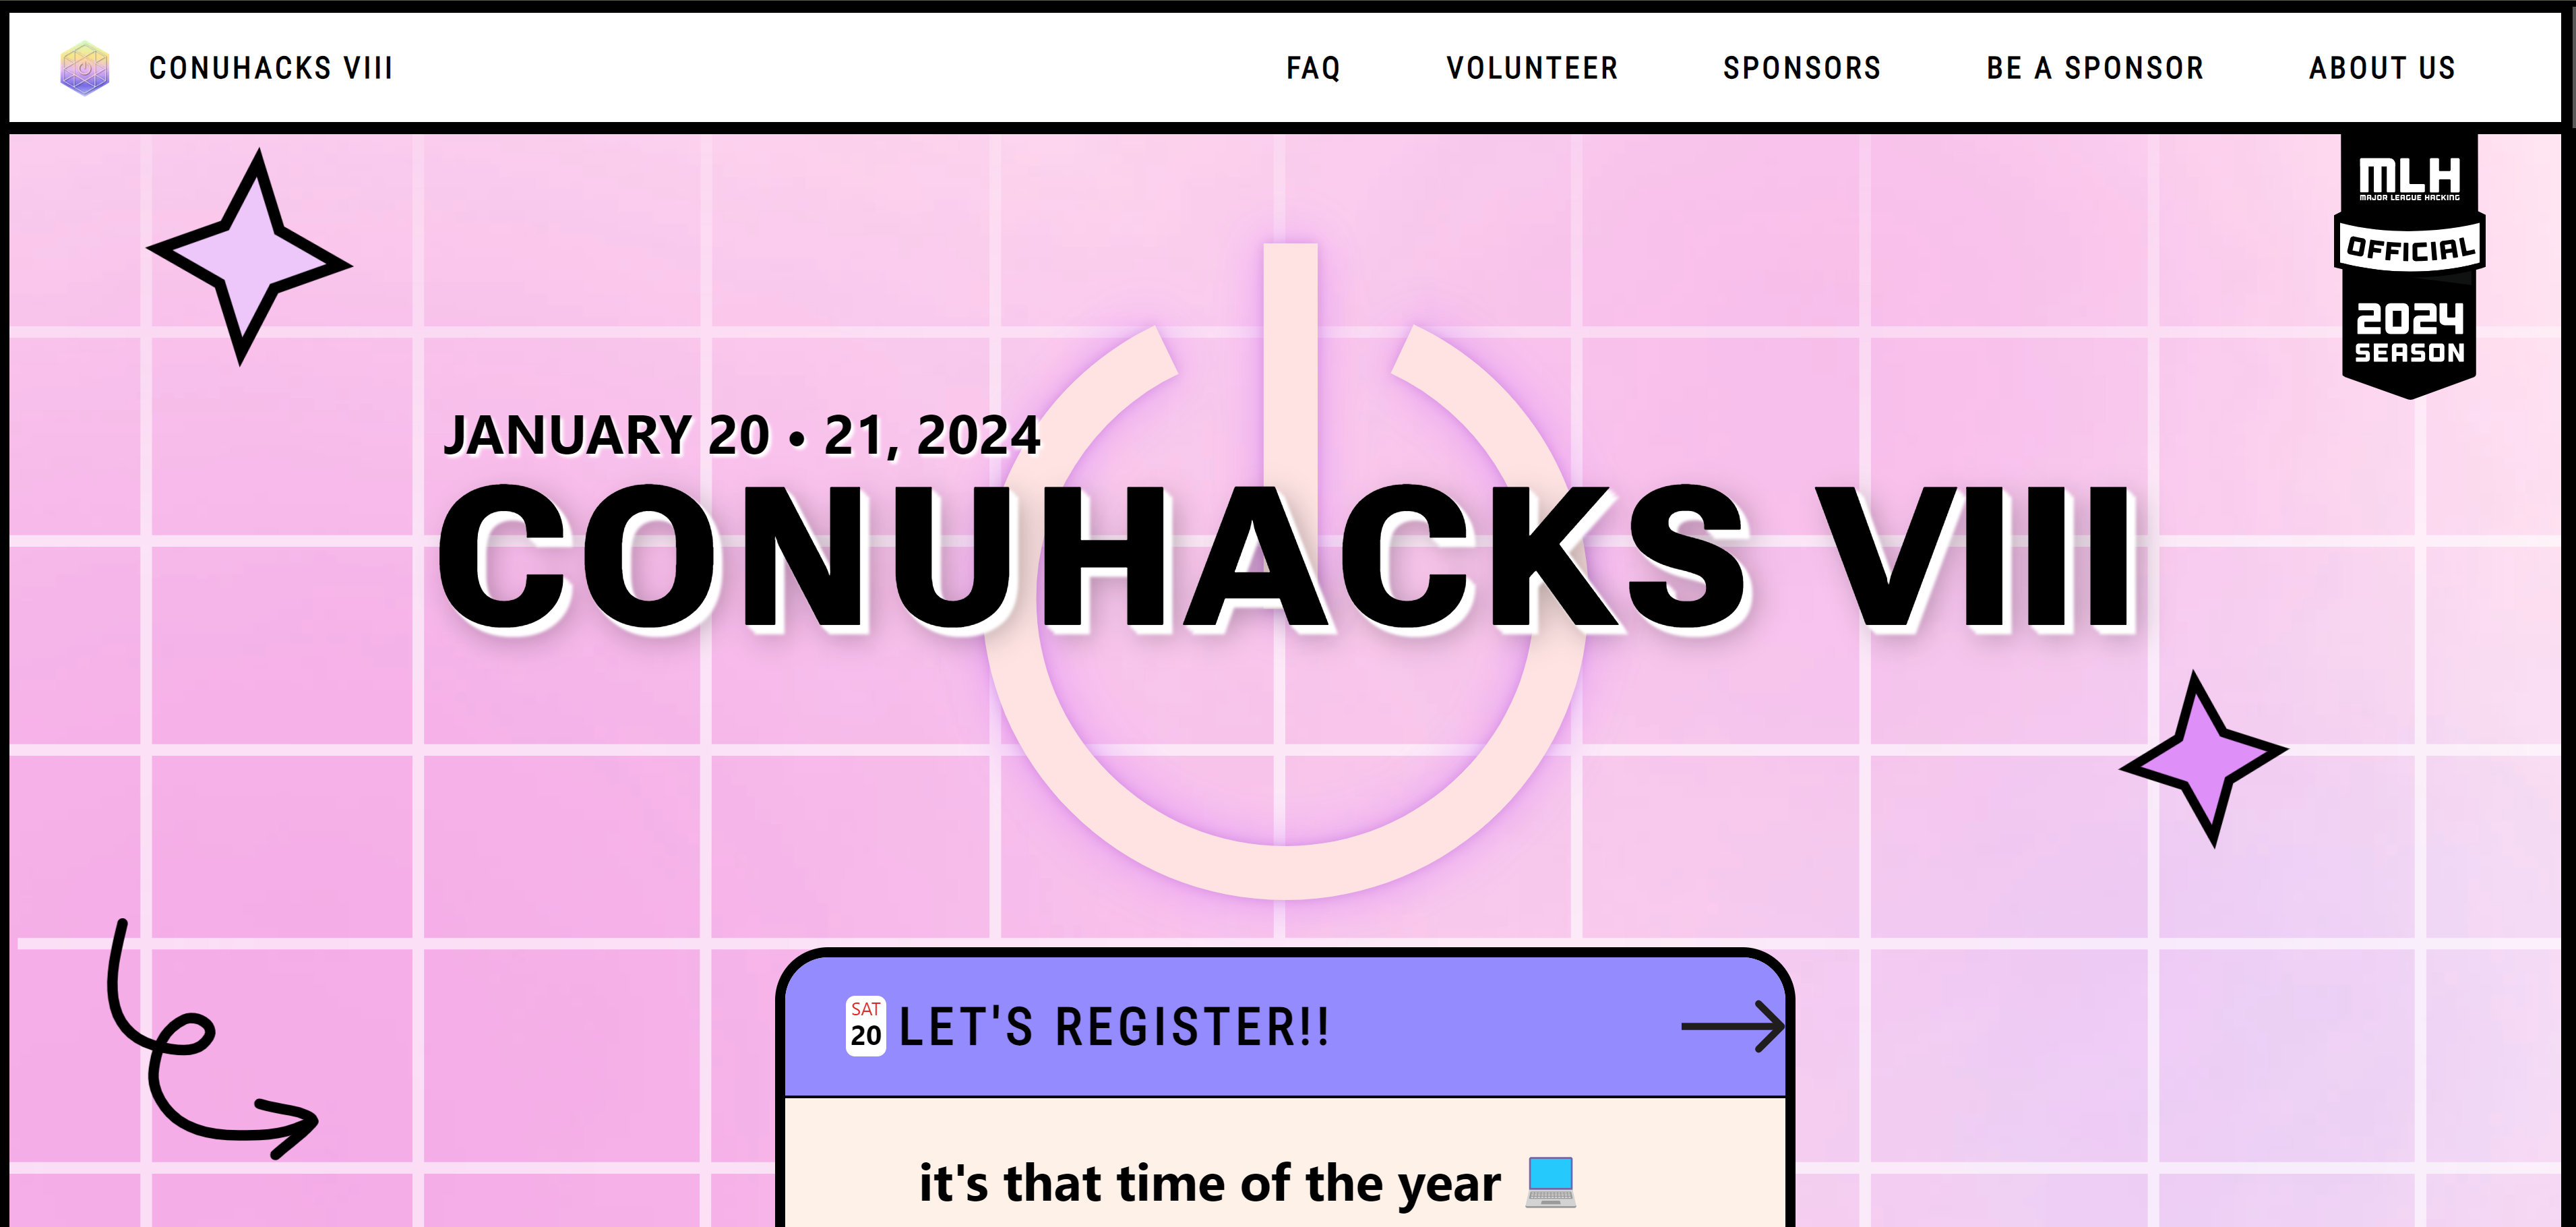 CONUHACKS VIII
FAQ
VOLUNTEER
SPONSORS
BE A SPONSOR
ABOUT US
MLH
MAJOR LEAGUE HACKING
OFFICIAL
2024
SEASON
JANUARY 20 • 21, 2024
CONUHACKS VIII
SAT
20
LET'S REGISTER!!
it's that time of the year